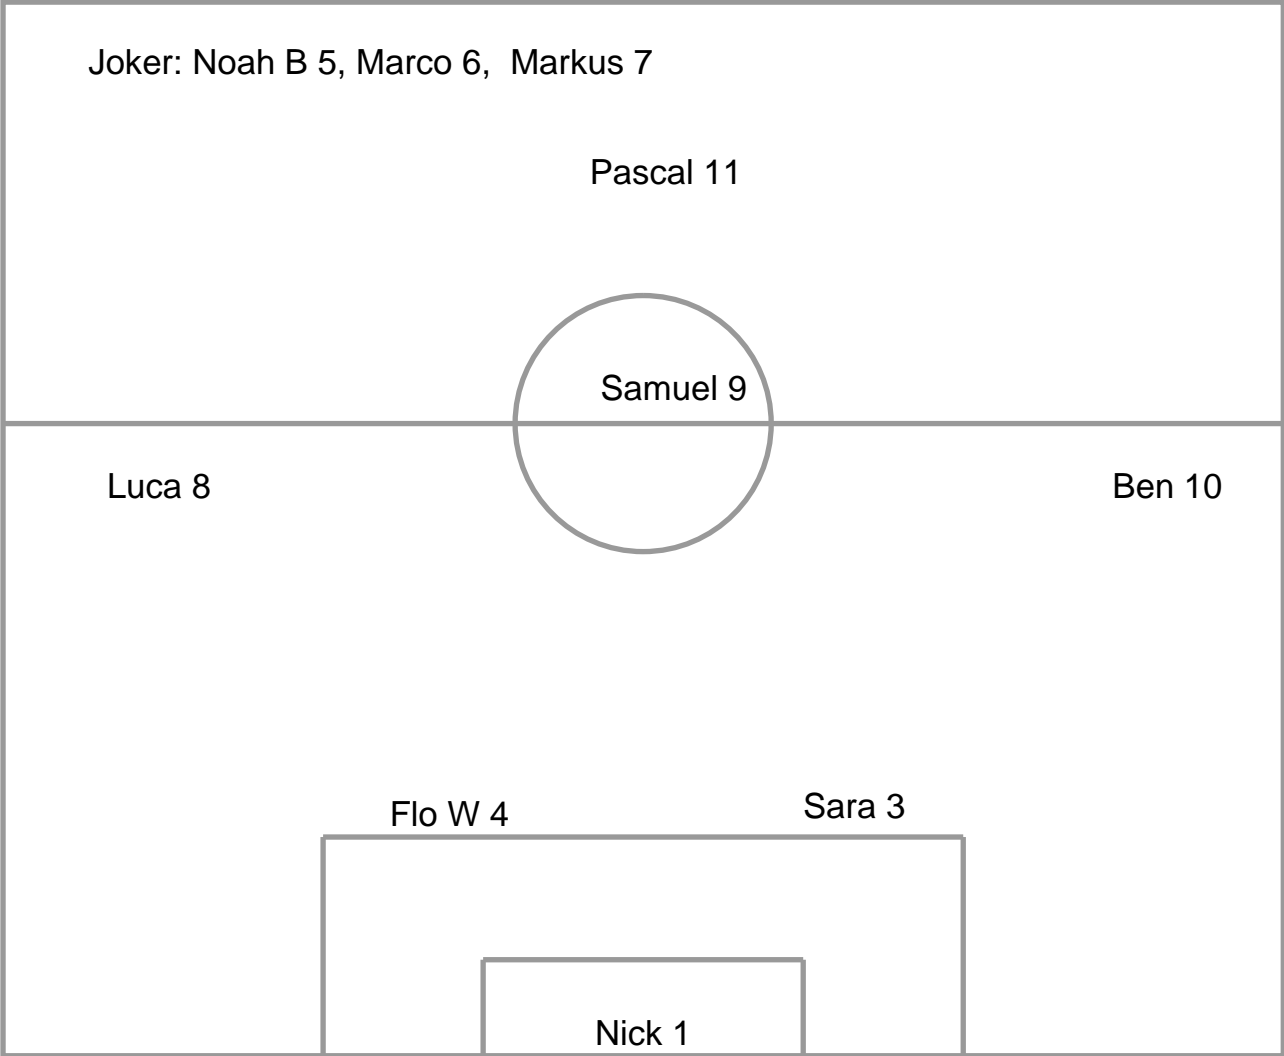 Joker: Noah B 5, Marco 6,  Markus 7
Pascal 11
Samuel 9
Luca 8
Ben 10
Flo W 4
Sara 3
Nick 1